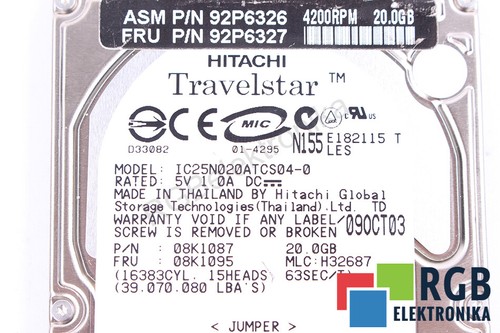 ASM P/N 92P6326 4200RPM 20.0GB
FRU P/N 92P6327
HITACHI
Travelstar ™
CE MIC
D33082 01-4295 N155 E182115 T
LES
MODEL: IC25N020ATCS04-0
RATED: 5V 1.0A DC
MADE IN THAILAND BY Hitachi Global
Storage Technologies(Thailand) Ltd. TD
WARRANTY VOID IF ANY LABEL/
SCREW IS REMOVED OR BROKEN 09OCT03
P/N : 08K1087 20.0GB
FRU : 08K1095 MLC:H32687
(16383CYL. 15HEADS 63SEC/T)
(39.070.080 LBA'S)
< JUMPER >
RGB
ELEKTRONIKA